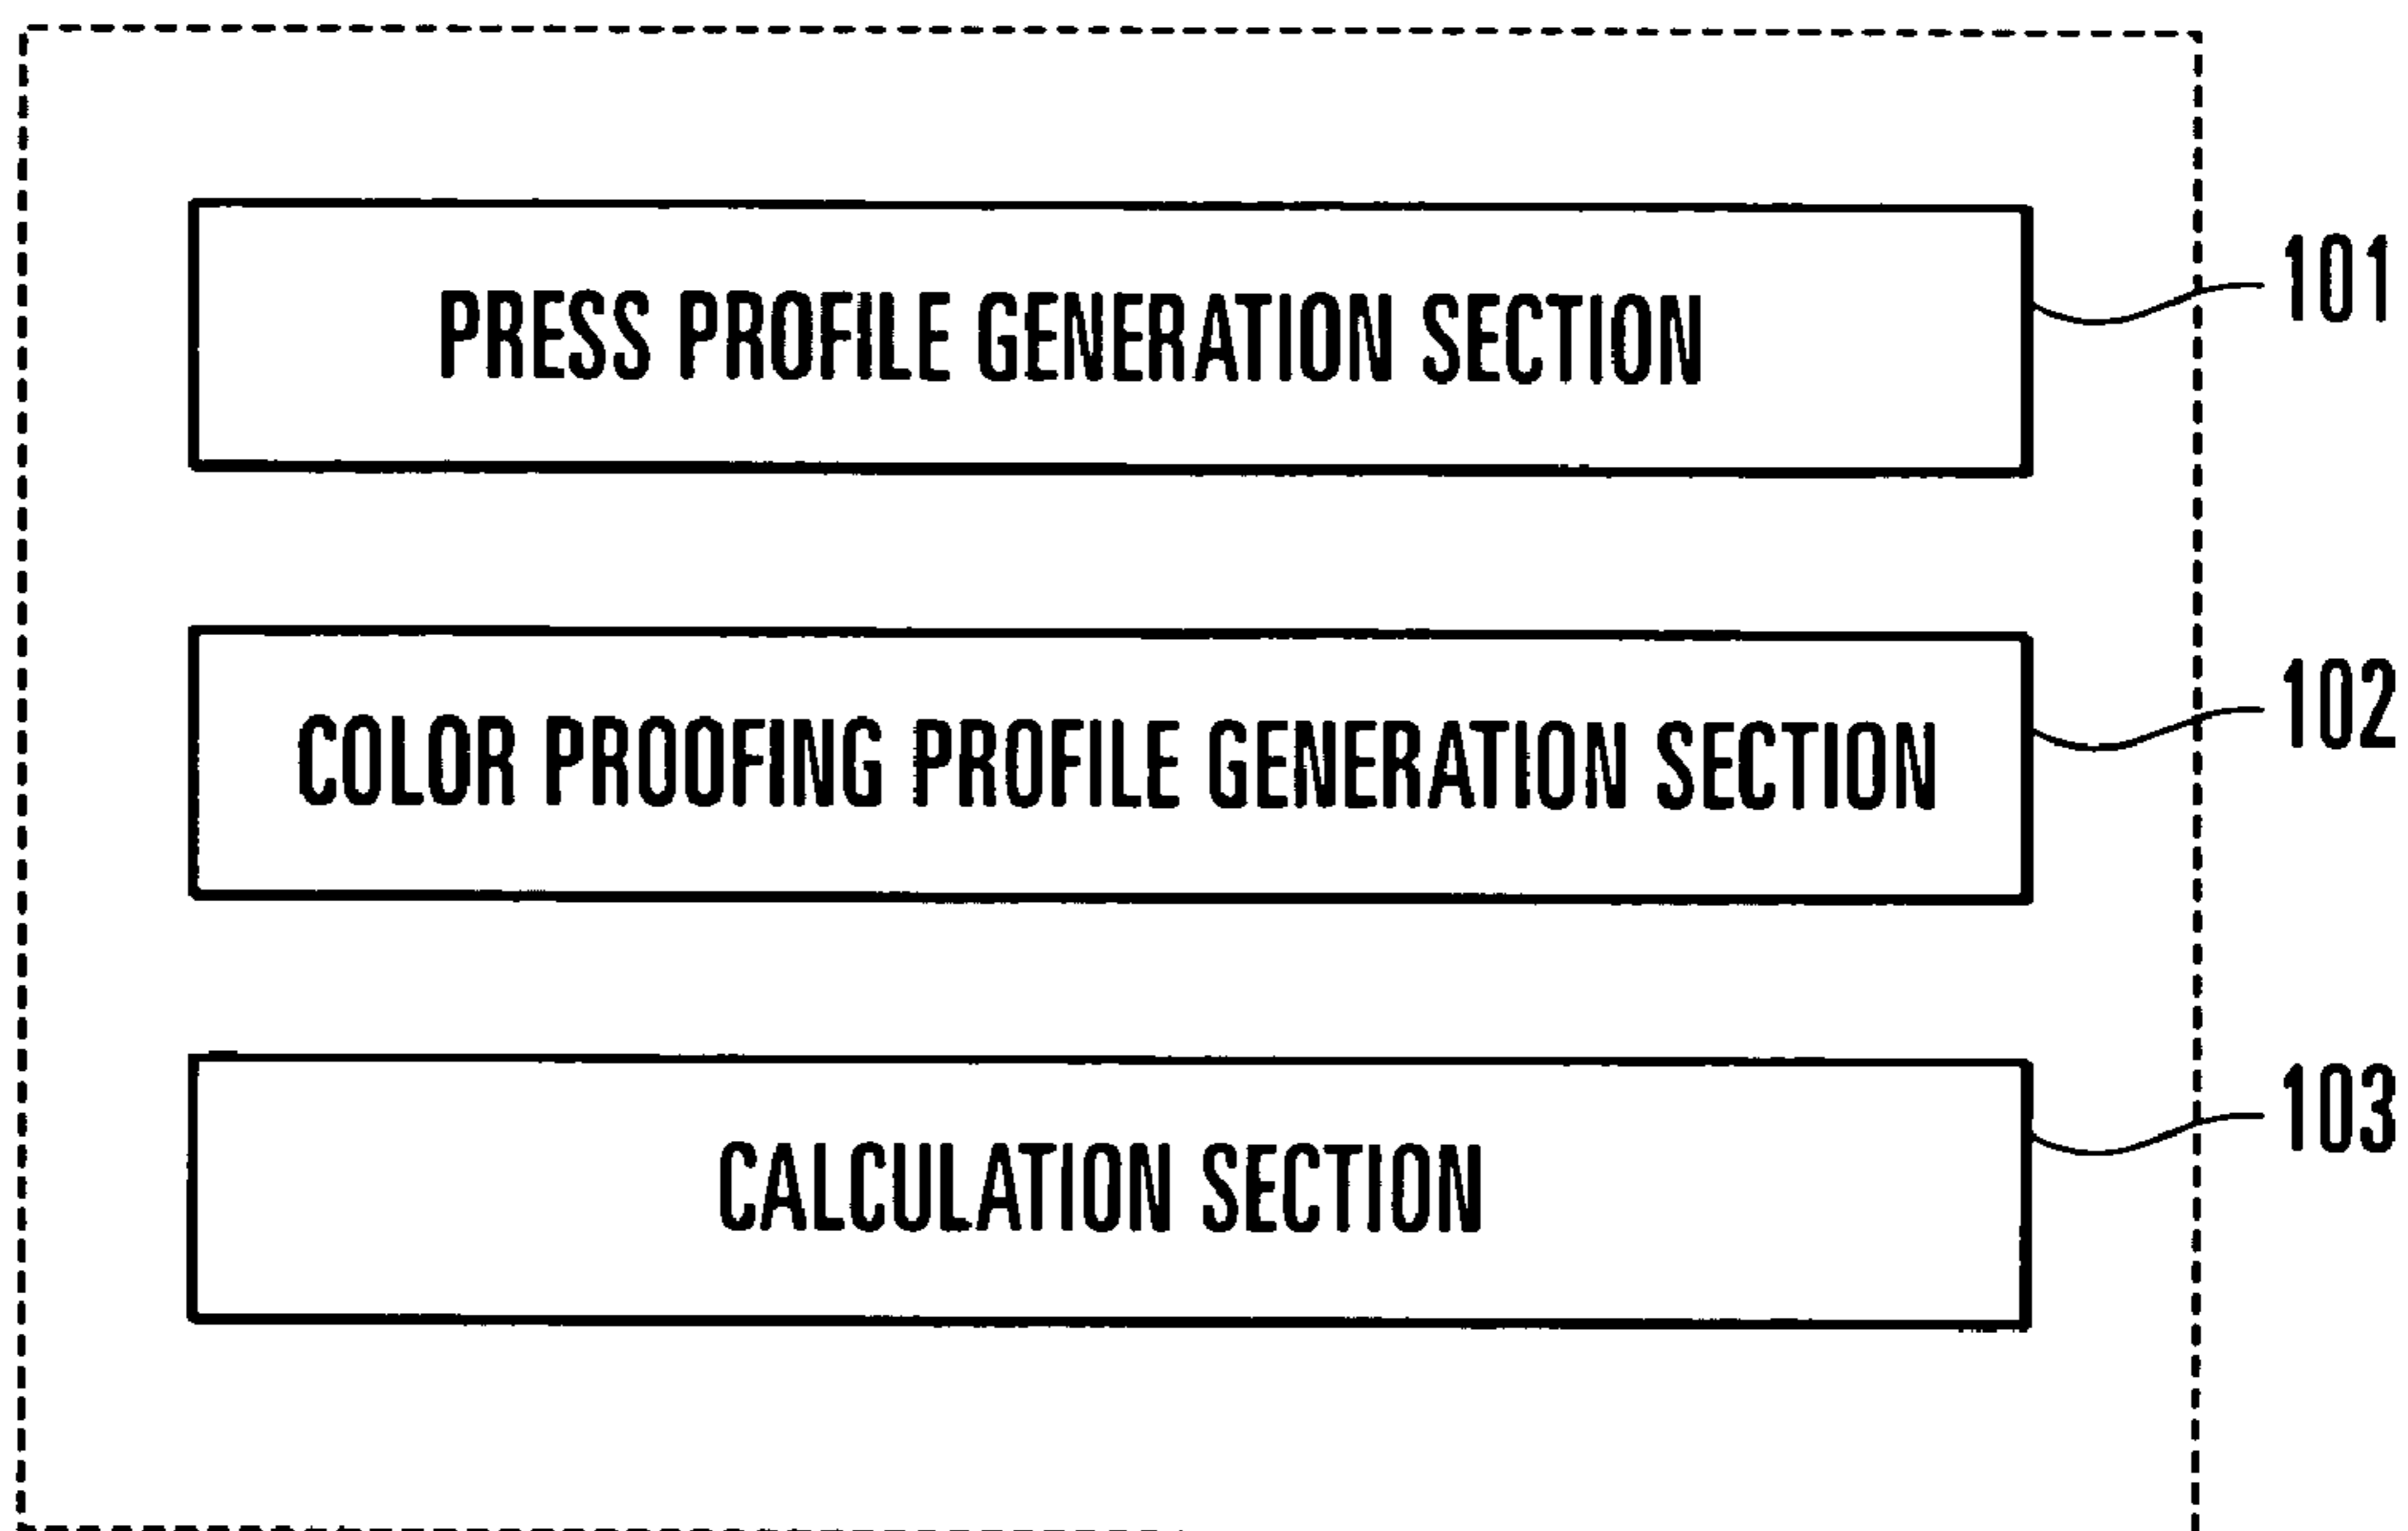 PRESS PROFILE GENERATION SECTION
101
COLOR PROOFING PROFILE GENERATION SECTION
102
CALCULATION SECTION
103